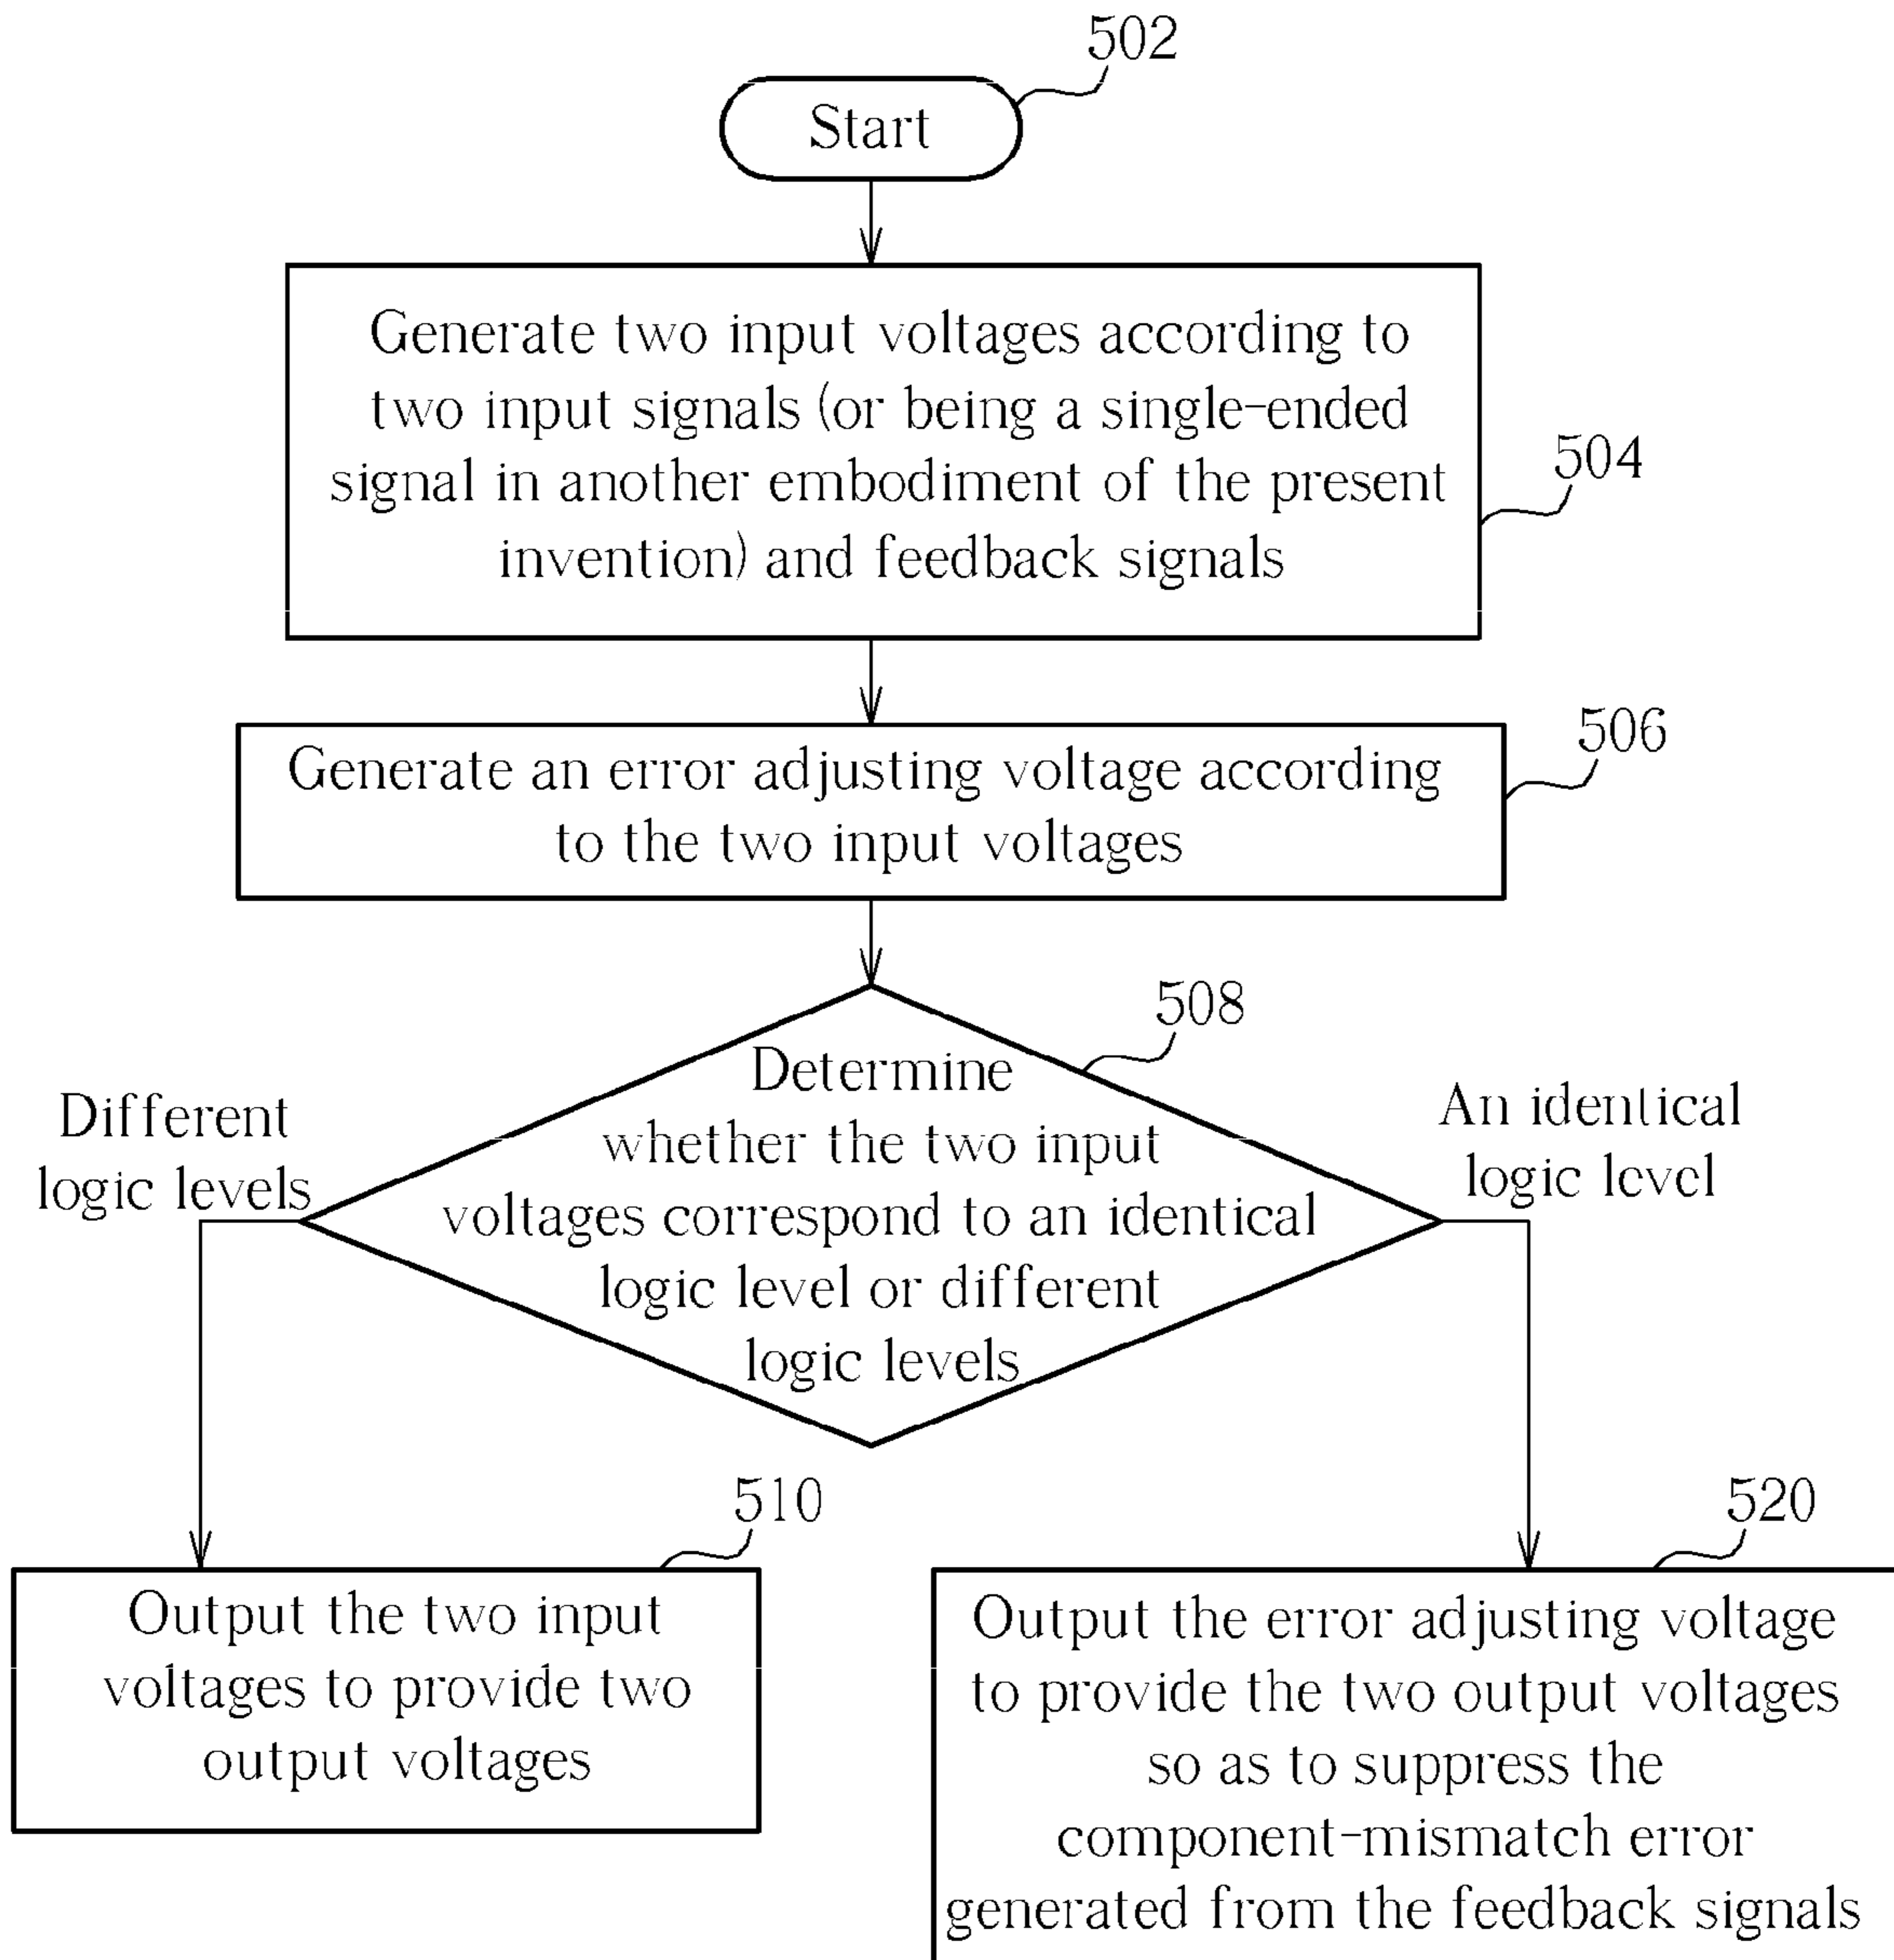 502
Start
Generate two input voltages according to
two input signals (or being a single-ended
signal in another embodiment of the present
invention) and feedback signals
504
506
Generate an error adjusting voltage according
to the two input voltages
508
Determine
whether the two input
voltages correspond to an identical
logic level or different
logic levels
Different
logic levels
An identical
logic level
510
Output the two input
voltages to provide two
output voltages
520
Output the error adjusting voltage
to provide the two output voltages
so as to suppress the
component-mismatch error
generated from the feedback signals